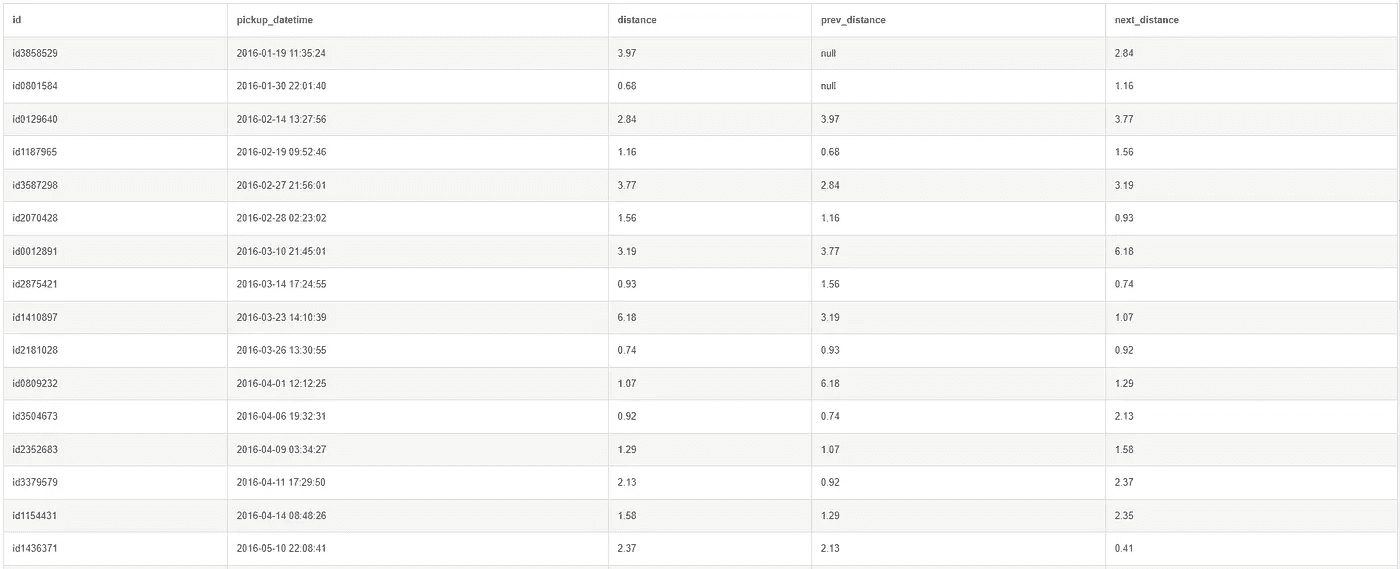 id pickup_datetime distance prev_distance next_distance
id3858529 2016-01-19 11:35:24 3.97 null 2.84
id0801584 2016-01-30 22:01:40 0.68 null 1.16
id0129640 2016-02-14 13:27:56 2.84 3.97 3.77
id1187965 2016-02-19 09:52:46 1.16 0.68 1.56
id3587298 2016-02-27 21:56:01 3.77 2.84 3.19
id2070428 2016-02-28 02:23:02 1.56 1.16 0.93
id0012891 2016-03-10 21:45:01 3.19 3.77 6.18
id2875421 2016-03-14 17:24:55 0.93 1.56 0.74
id1410897 2016-03-23 14:10:39 6.18 3.19 1.07
id2181028 2016-03-26 13:30:55 0.74 0.93 0.92
id0809232 2016-04-01 12:12:25 1.07 6.18 1.29
id3504673 2016-04-06 19:32:31 0.92 0.74 2.13
id2352683 2016-04-09 03:34:27 1.29 1.07 1.58
id3379579 2016-04-11 17:29:50 2.13 0.92 2.37
id1154431 2016-04-14 08:48:26 1.58 1.29 2.35
id1436371 2016-05-10 22:08:41 2.37 2.13 0.41